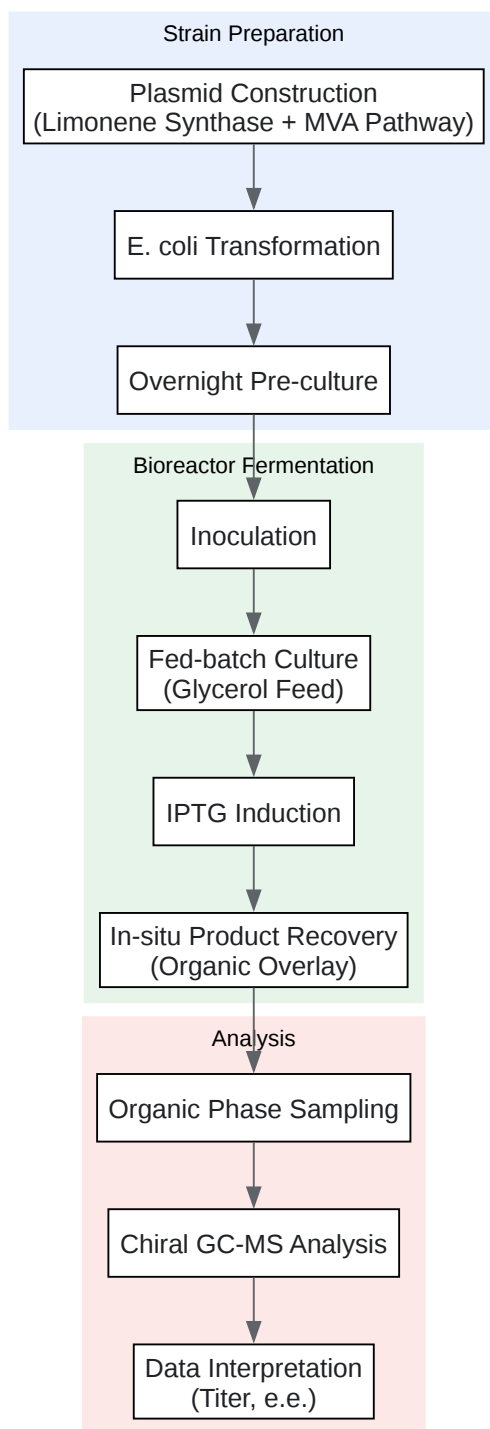 Strain Preparation
Plasmid Construction
(Limonene Synthase + MVA Pathway)
E. coli Transformation
Overnight Pre-culture
Bioreactor Fermentation
Inoculation
Fed-batch Culture
(Glycerol Feed)
IPTG Induction
In-situ Product Recovery
(Organic Overlay)
Analysis
Organic Phase Sampling
Chiral GC-MS Analysis
Data Interpretation
(Titer, e.e.)